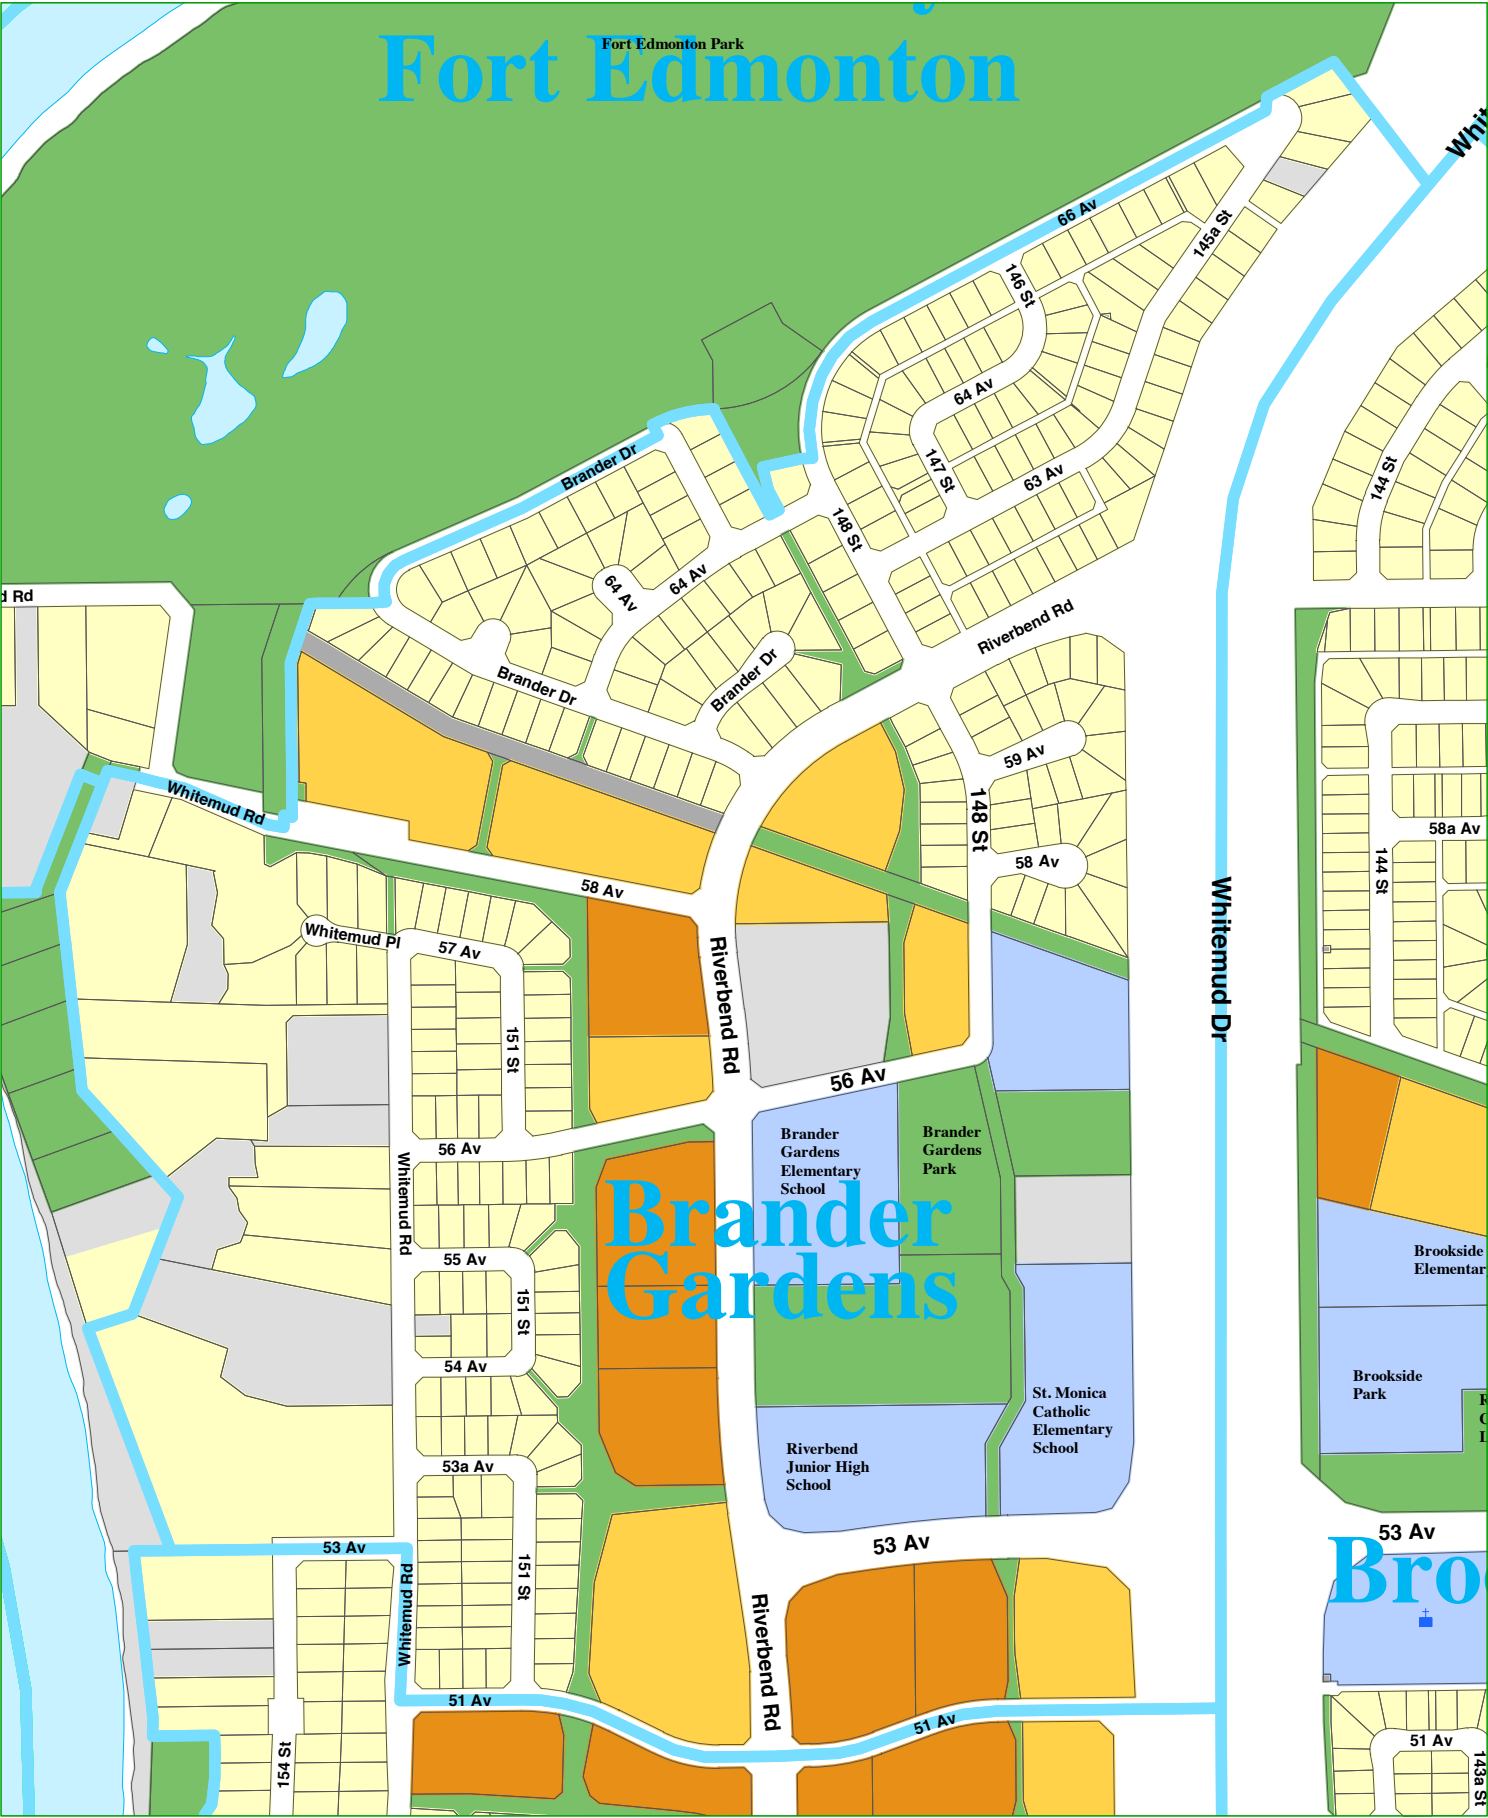 Fort Edmonton Park
Fort Edmonton
Whit
66 Av
145a St
146 St
64 Av
147 St
63 Av
148 St
144 St
Brander Dr
64 Av
64 Av
d Rd
Riverbend Rd
Brander Dr
Brander Dr
59 Av
148 St
58 Av
Whitemud Rd
58 Av
58a Av
144 St
Whitemud Pl
57 Av
Riverbend Rd
Whitemud Dr
151 St
56 Av
56 Av
Whitemud Rd
Brander
Gardens
Elementary
School
Brander
Gardens
Park
Brander
Gardens
55 Av
151 St
54 Av
Brookside
Elementar
Brookside
Park
St. Monica
Catholic
Elementary
School
Riverbend
Junior High
School
53a Av
53 Av
53 Av
53 Av
Bro
Whitemud Rd
151 St
Riverbend Rd
51 Av
51 Av
51 Av
154 St
143a St